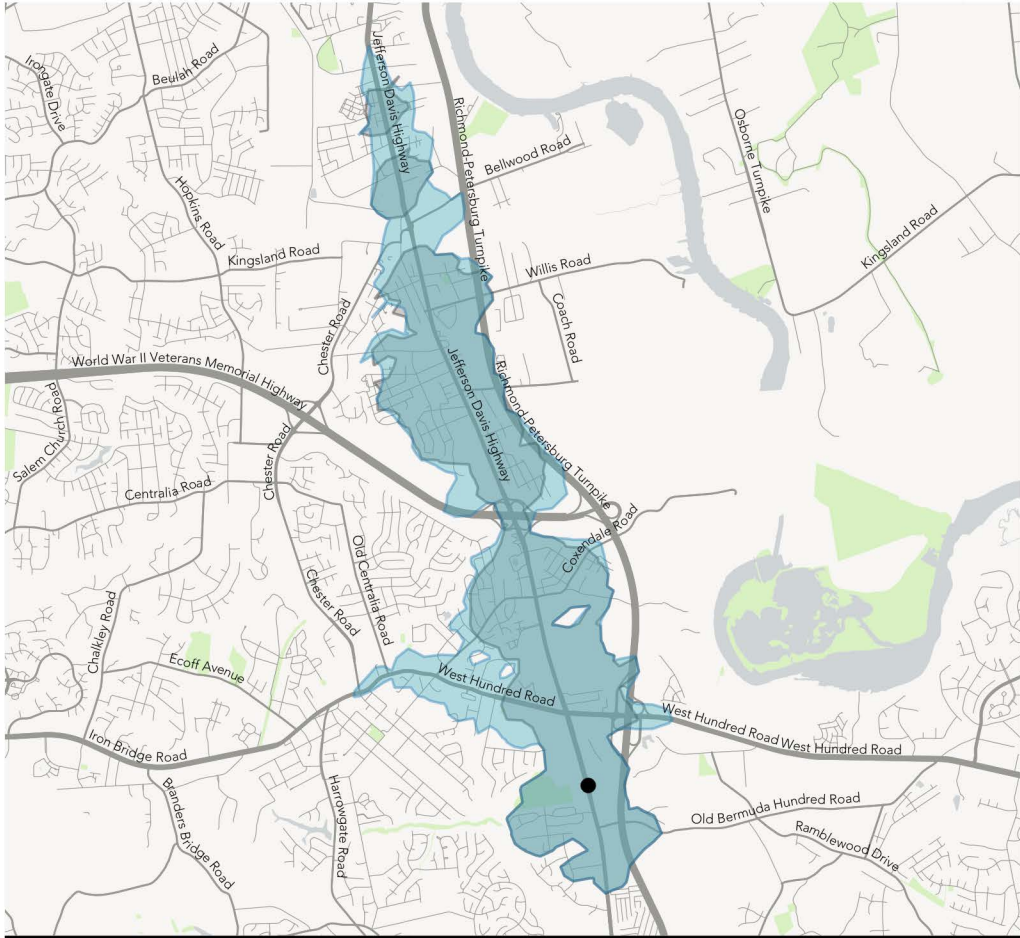 Jefferson Davis Highway
Irongate Drive
Beulah Road
Richmond-Petersburg Turnpike
Osborne Turnpike
Bellwood Road
Hopkins Road
Kingsland Road
Kingsland Road
Willis Road
Coach Road
Chester Road
World War II Veterans Memorial Highway
Jefferson Davis Highway
Richmond-Petersburg Turnpike
Salem Church Road
Chester Road
Centralia Road
Coxendale Road
Old Centralia Road
Chester Road
Chalkley Road
Ecoff Avenue
West Hundred Road
West Hundred Road
West Hundred Road
Iron Bridge Road
Harrowgate Road
Branders Bridge Road
Old Bermuda Hundred Road
Ramblewood Drive